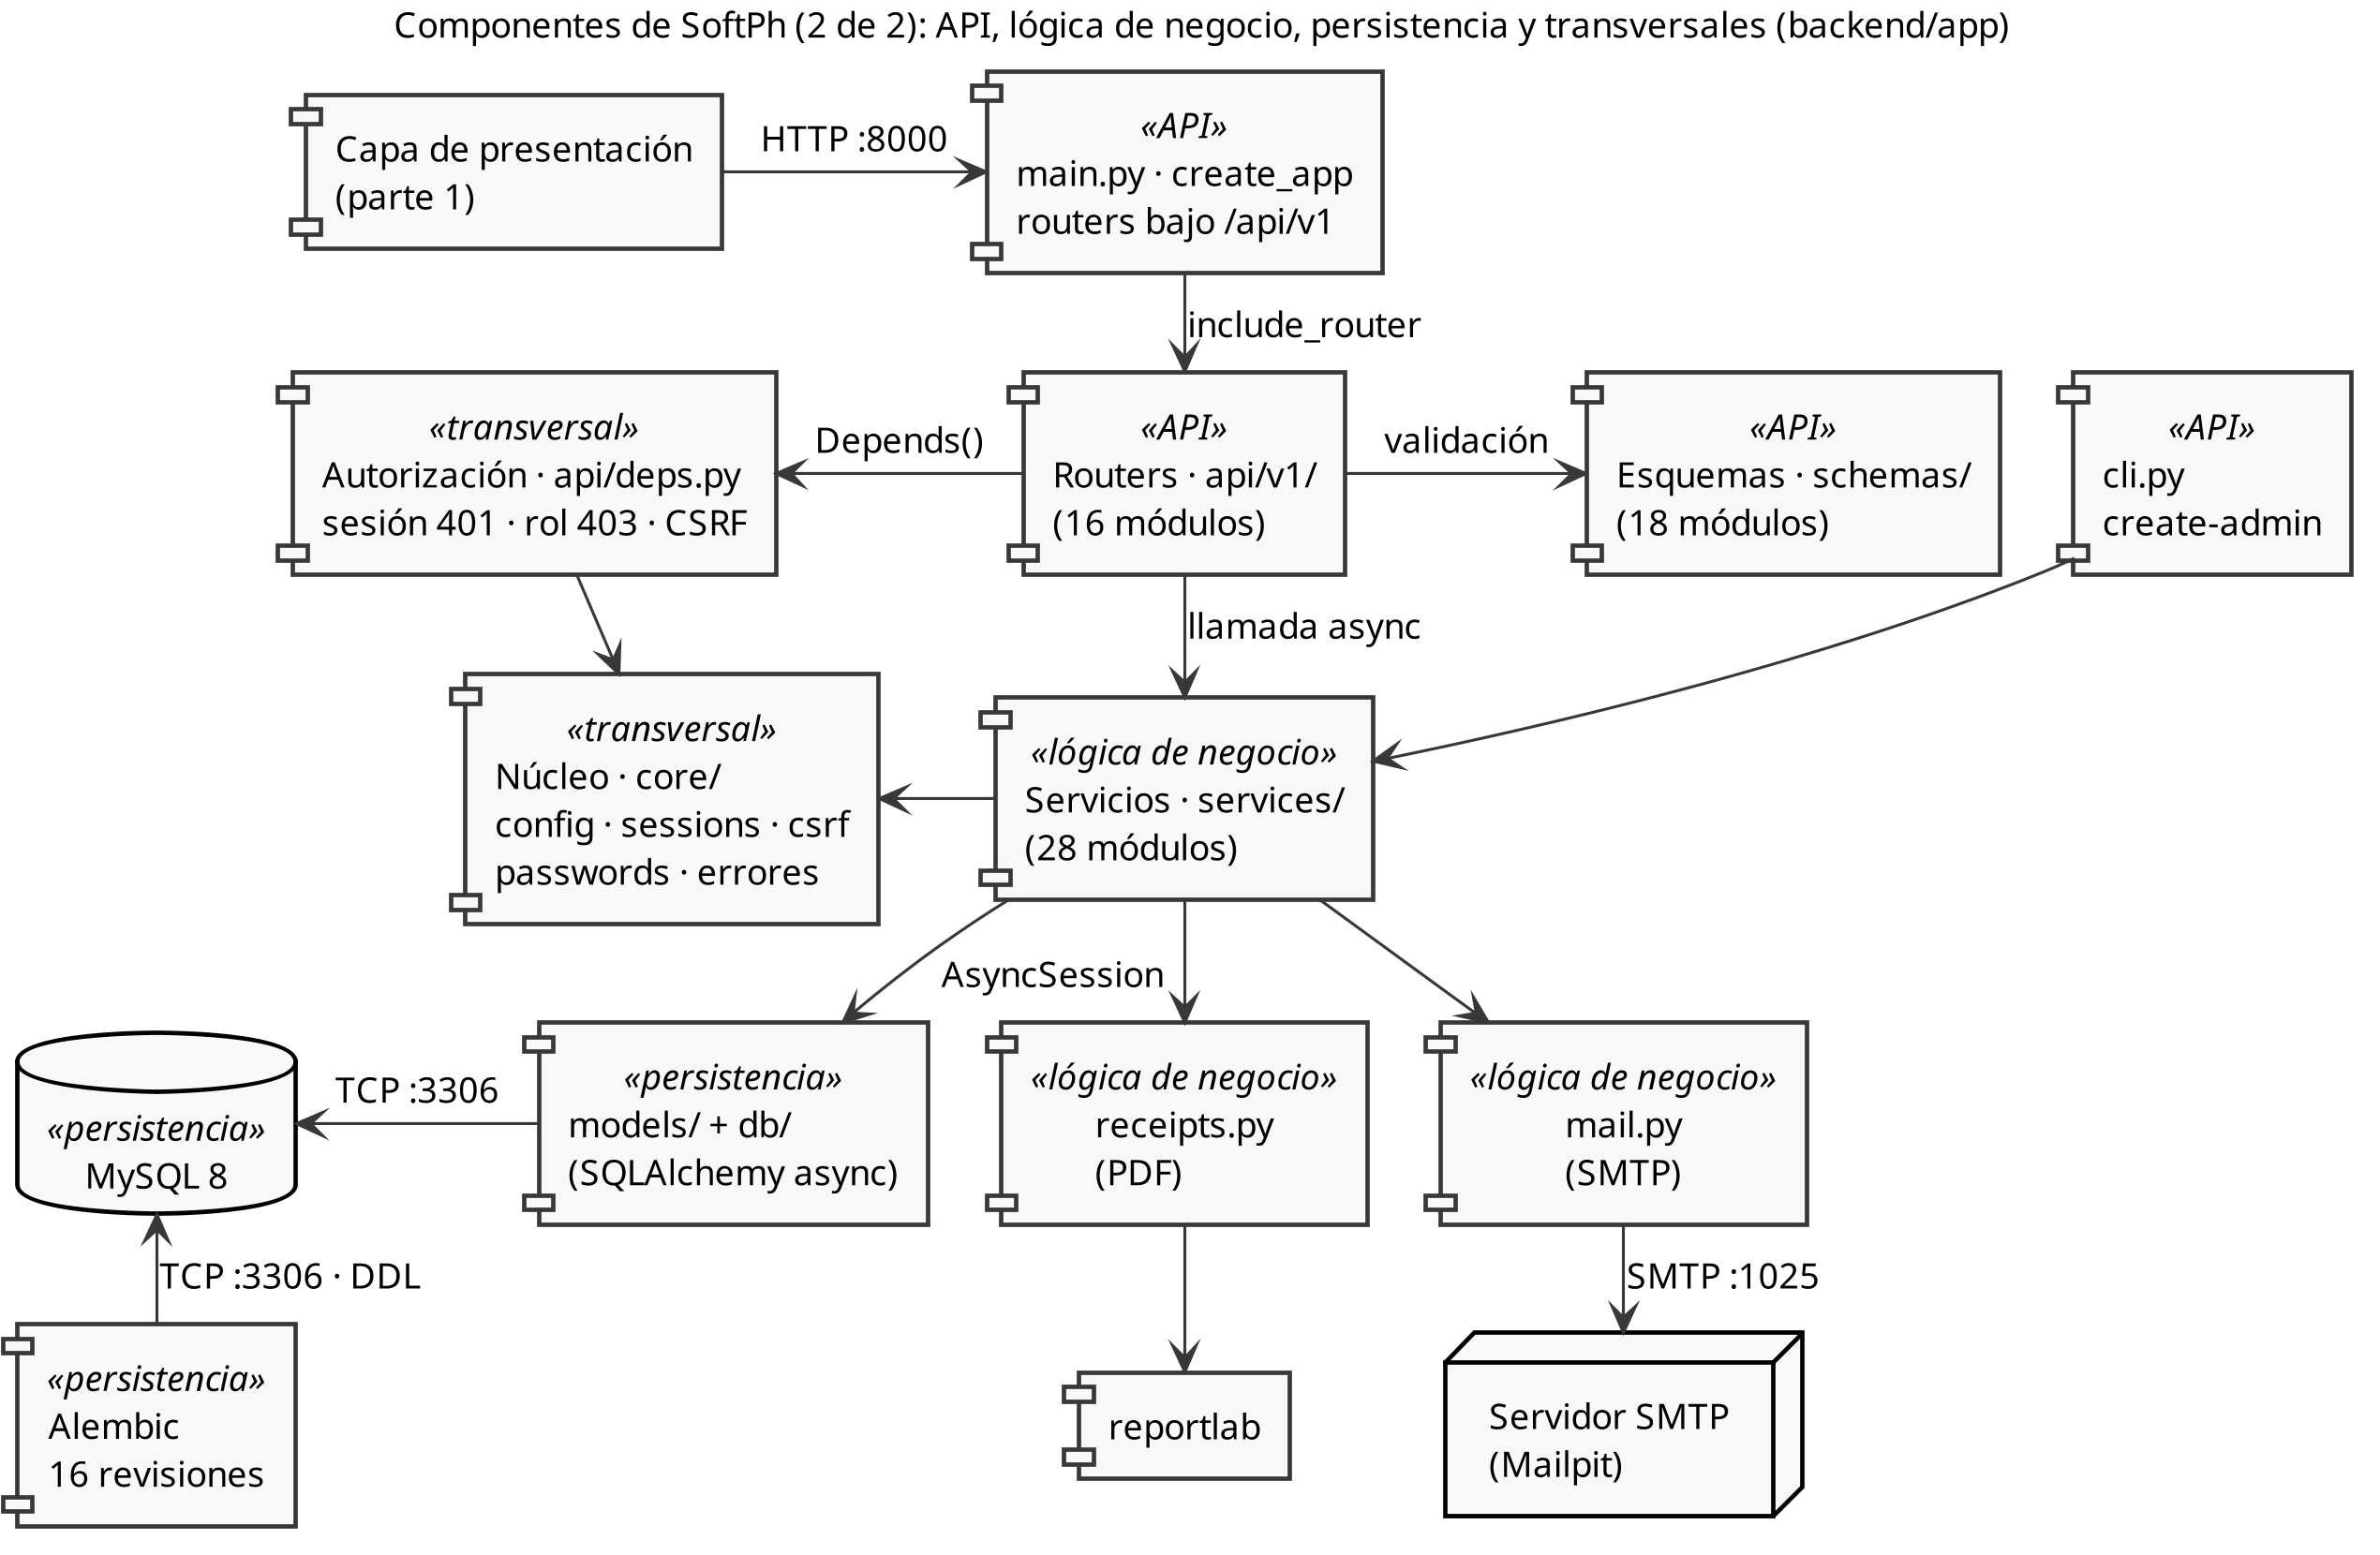 Componentes de SoftPh (2 de 2): API, lógica de negocio, persistencia y transversales (backend/app)
Capa de presentación
(parte 1)
HTTP :8000
«API»
main.py · create_app
routers bajo /api/v1
include_router
«transversal»
Autorización · api/deps.py
sesión 401 · rol 403 · CSRF
Depends()
«API»
Routers · api/v1/
(16 módulos)
validación
«API»
Esquemas · schemas/
(18 módulos)
«API»
cli.py
create-admin
llamada async
«transversal»
Núcleo · core/
config · sessions · csrf
passwords · errores
«lógica de negocio»
Servicios · services/
(28 módulos)
AsyncSession
«persistencia»
MySQL 8
TCP :3306
«persistencia»
models/ + db/
(SQLAlchemy async)
«lógica de negocio»
receipts.py
(PDF)
«lógica de negocio»
mail.py
(SMTP)
TCP :3306 · DDL
SMTP :1025
«persistencia»
Alembic
16 revisiones
reportlab
Servidor SMTP
(Mailpit)